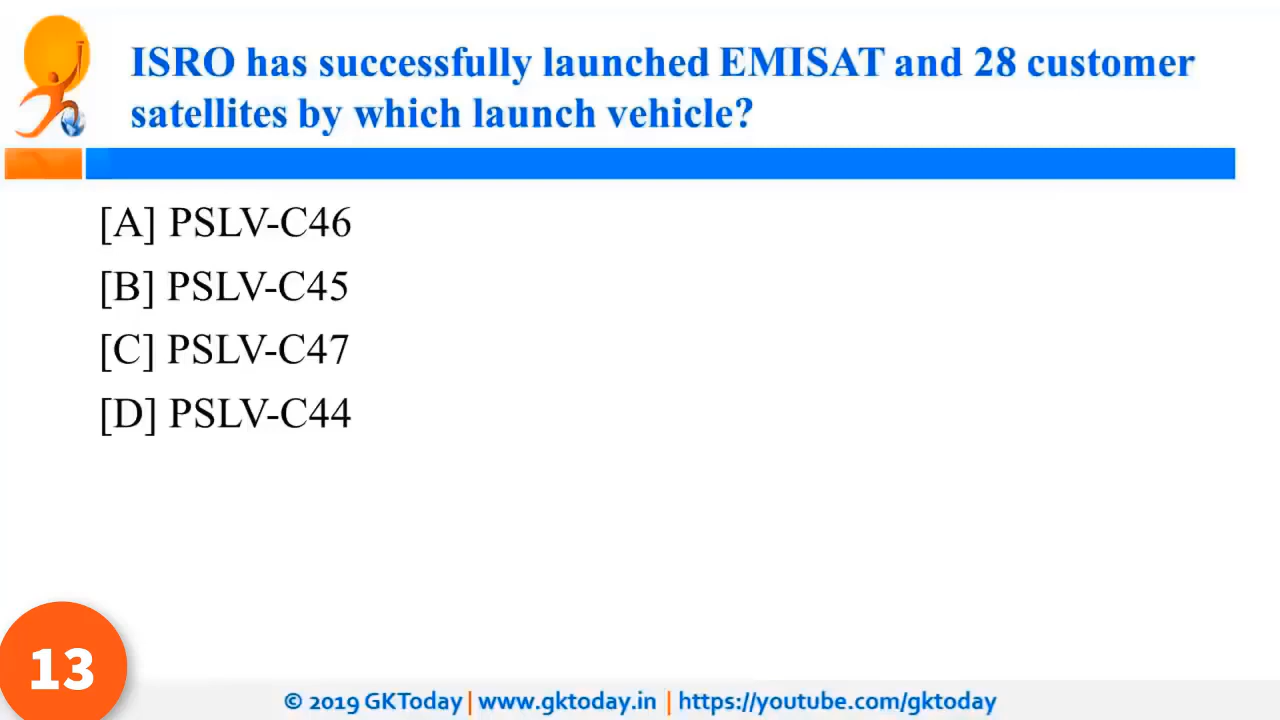 ISRO has successfully launched EMISAT and 28 customer
satellites by which launch vehicle?
[A] PSLV-C46
[B] PSLV-C45
[C] PSLV-C47
[D] PSLV-C44
13
© 2019 GKToday | www.gktoday.in | https://youtube.com/gktoday